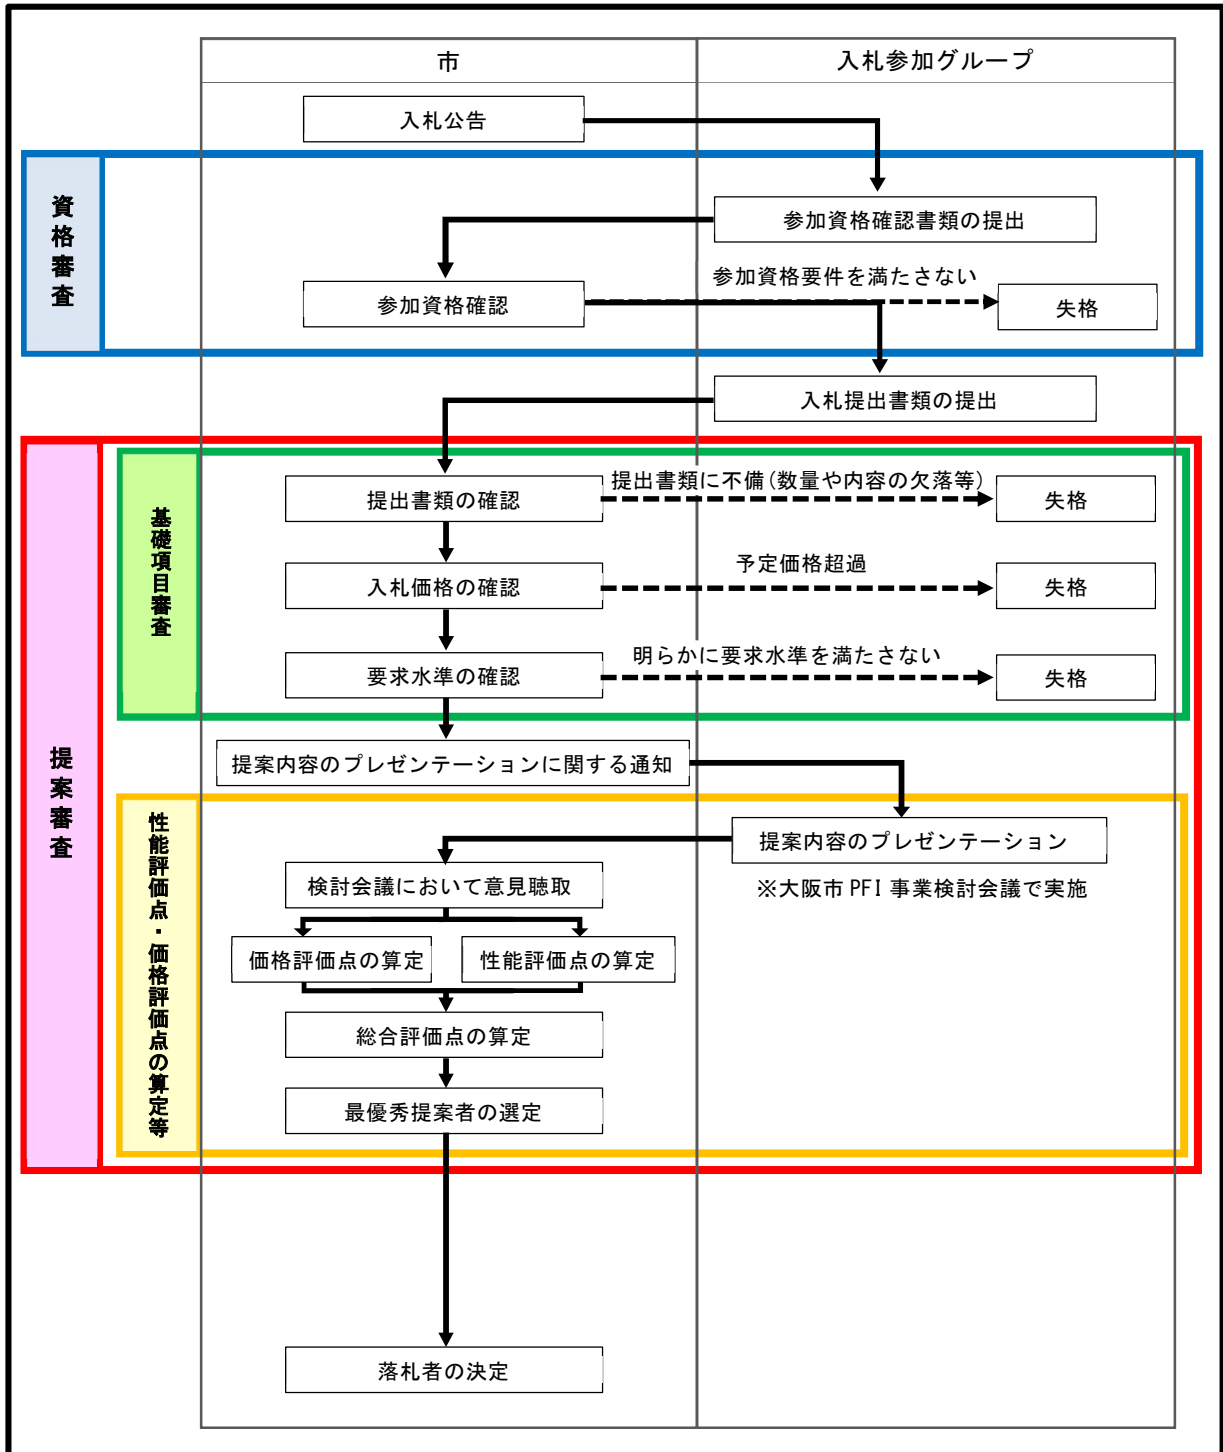 市
入札参加グループ
入札公告
資格審査
参加資格確認書類の提出
参加資格要件を満たさない
参加資格確認
失格
入札提出書類の提出
提案審査
基礎項目審査
提出書類に不備(数量や内容の欠落等)
提出書類の確認
失格
予定価格超過
入札価格の確認
失格
明らかに要求水準を満たさない
要求水準の確認
失格
提案内容のプレゼンテーションに関する通知
性能評価点・価格評価点の算定等
提案内容のプレゼンテーション
検討会議において意見聴取
※大阪市 PFI 事業検討会議で実施
価格評価点の算定
性能評価点の算定
総合評価点の算定
最優秀提案者の選定
落札者の決定